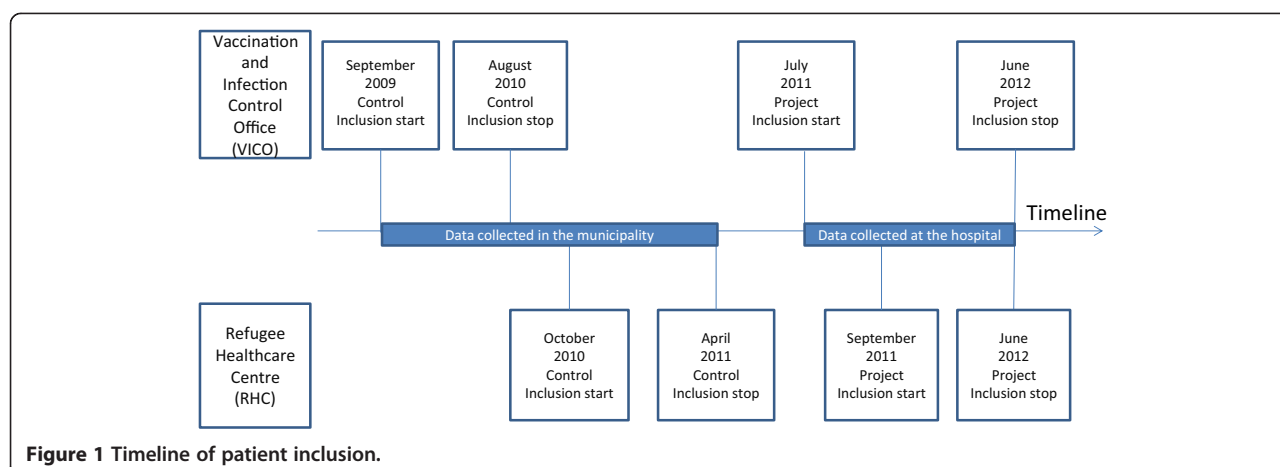 Vaccination
and
Infection
Control
Office
(VICO)
September
2009
Control
Inclusion start
August
2010
Control
Inclusion stop
July
2011
Project
Inclusion start
June
2012
Project
Inclusion stop
Timeline
Data collected in the municipality
Data collected at the hospital
Refugee
Healthcare
Centre
(RHC)
October
2010
Control
Inclusion start
April
2011
Control
Inclusion stop
September
2011
Project
Inclusion start
June
2012
Project
Inclusion stop
Figure 1 Timeline of patient inclusion.